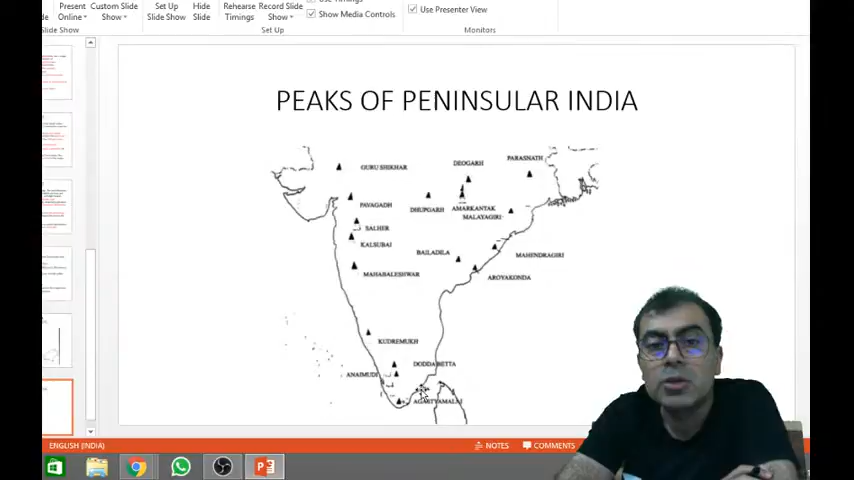 Present Custom Slide
Online Show
Set Up Hide
Slide Show Slide
Rehearse Record Slide
Timings Show
Show Media Controls
Use Presenter View
Slide Show
Set Up
Monitors
PEAKS OF PENINSULAR INDIA
GURU SHIKHAR
DEOGARH
PARASNATH
PAVAGADH
DHUPGARH
AMARKANTAK
MALAYAGIRI
SALHER
KALSUBAI
BAILADILA
MAHENDRAGIRI
MAHABALESHWAR
AROYAKONDA
KUDREMUKH
DODDABETTA
ANAIMUDI
AGASTYAMALAI
ENGLISH (INDIA)
NOTES
COMMENTS